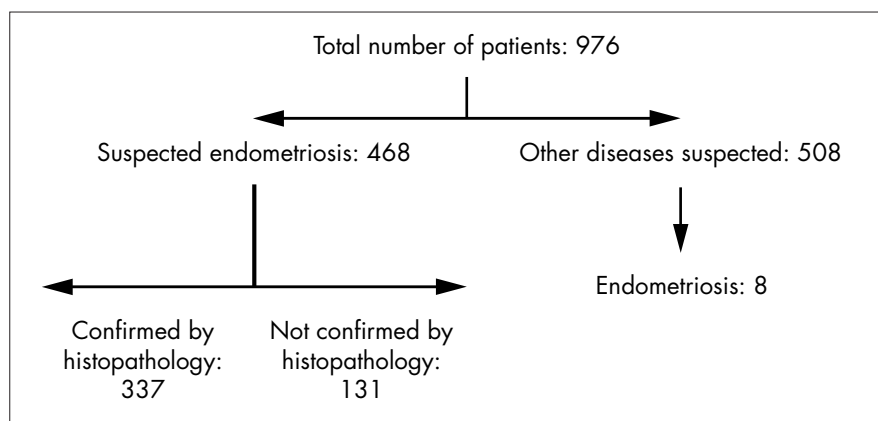 Total number of patients: 976
Suspected endometriosis: 468
Other diseases suspected: 508
Endometriosis: 8
Confirmed by
histopathology:
337
Not confirmed by
histopathology:
131